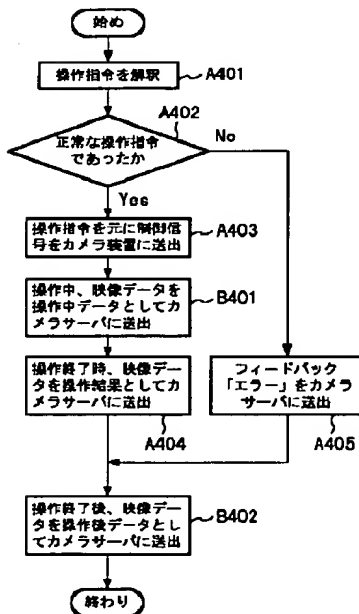 始め
操作指令を解釈
A401
A402
正常な操作指令
であったか
No
Yes
操作指令を元に制御信
号をカメラ装置に送出
A403
操作中、映像データを
操作中データとしてカメ
ラサーバに送出
B401
操作終了時、映像デー
タを操作結果としてカメ
ラサーバに送出
A404
フィードバック
「エラー」をカメラ
サーバに送出
A405
操作終了後、映像デー
タを操作後データとし
てカメラサーバに送出
B402
終わり